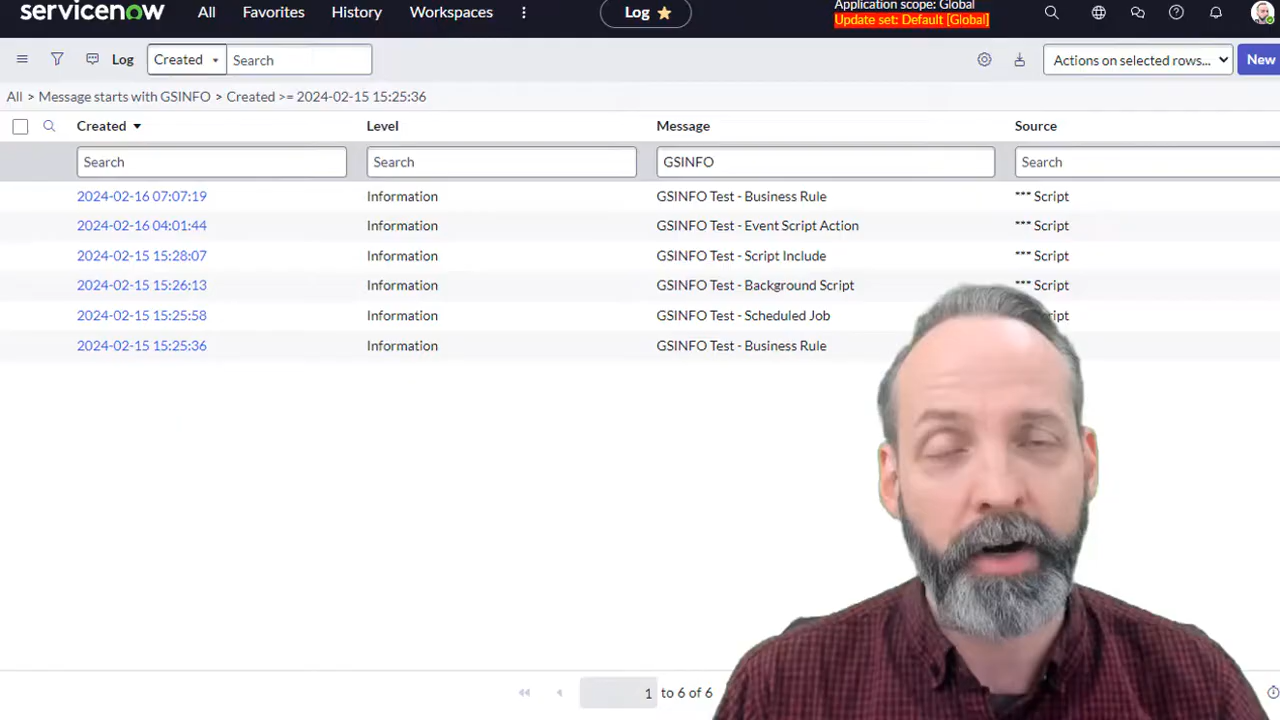 servicenow All Favorites History Workspaces Log Application scope: Global
Update set: Default [Global]
Log Created Search Actions on selected rows... New
All > Message starts with GSINFO > Created >= 2024-02-15 15:25:36
Created Level Message Source
Search Search GSINFO Search
2024-02-16 07:07:19 Information GSINFO Test - Business Rule *** Script
2024-02-16 04:01:44 Information GSINFO Test - Event Script Action *** Script
2024-02-15 15:28:07 Information GSINFO Test - Script Include *** Script
2024-02-15 15:26:13 Information GSINFO Test - Background Script *** Script
2024-02-15 15:25:58 Information GSINFO Test - Scheduled Job Script
2024-02-15 15:25:36 Information GSINFO Test - Business Rule
1 to 6 of 6